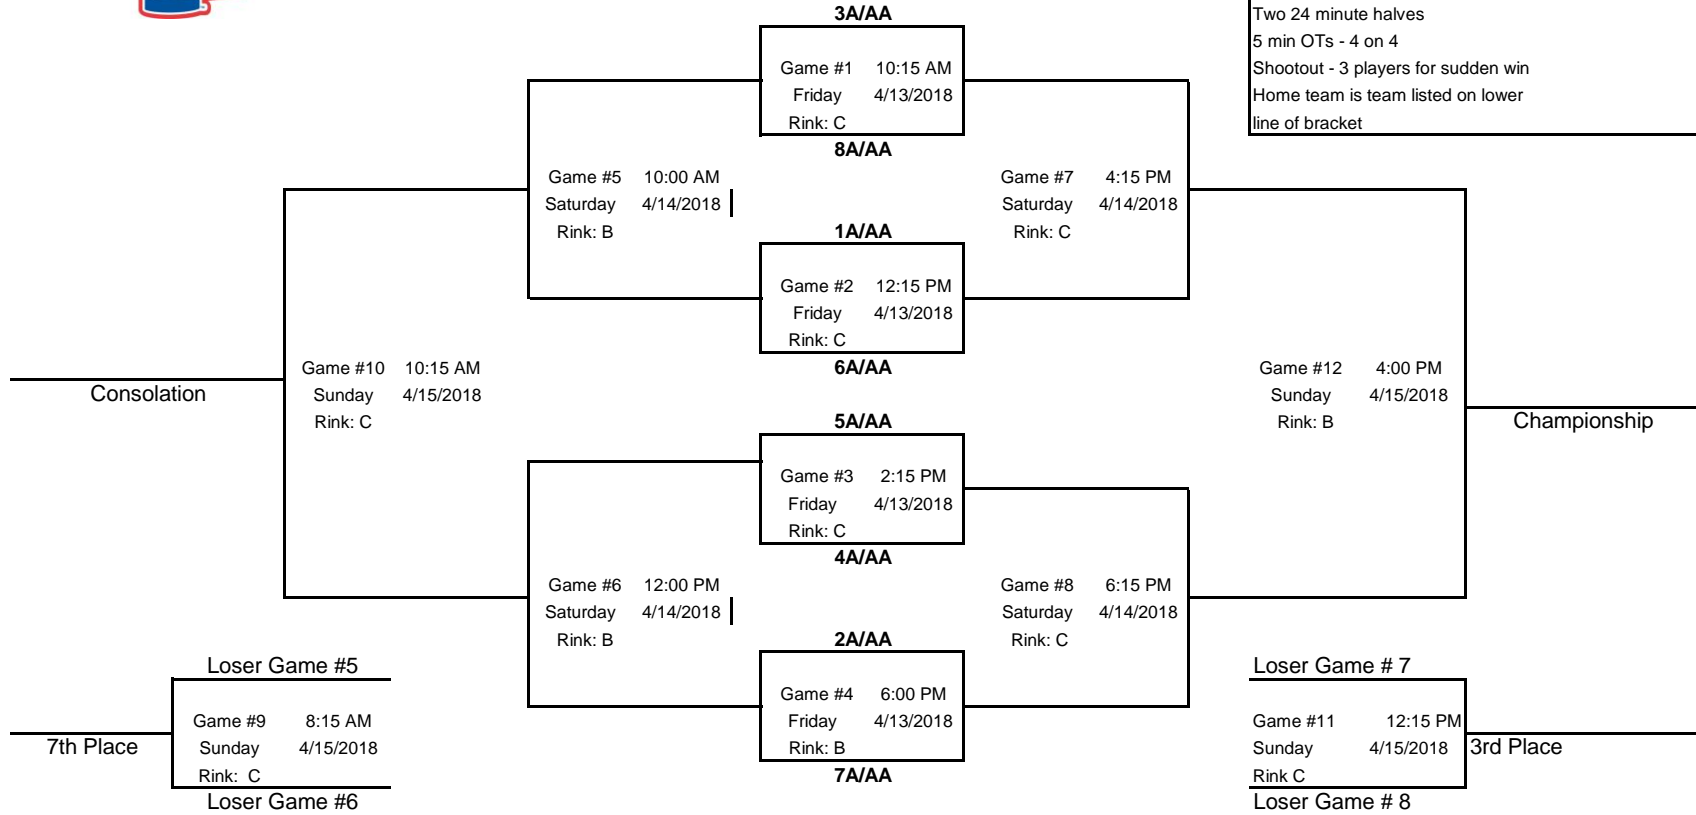 3A/AA
Two 24 minute halves
5 min OTs - 4 on 4
Shootout - 3 players for sudden win
Home team is team listed on lower
line of bracket
Game #1 10:15 AM
Friday 4/13/2018
Rink: C
8A/AA
Game #5 10:00 AM
Saturday 4/14/2018
Rink: B
Game #7 4:15 PM
Saturday 4/14/2018
Rink: C
1A/AA
Game #2 12:15 PM
Friday 4/13/2018
Rink: C
6A/AA
Game #10 10:15 AM
Sunday 4/15/2018
Rink: C
Consolation
Game #12 4:00 PM
Sunday 4/15/2018
Rink: B
Championship
5A/AA
Game #3 2:15 PM
Friday 4/13/2018
Rink: C
4A/AA
Game #6 12:00 PM
Saturday 4/14/2018
Rink: B
Game #8 6:15 PM
Saturday 4/14/2018
Rink: C
2A/AA
Game #4 6:00 PM
Friday 4/13/2018
Rink: B
7A/AA
Loser Game #5
Game #9 8:15 AM
Sunday 4/15/2018
Rink: C
7th Place
Loser Game #6
Loser Game # 7
Game #11 12:15 PM
Sunday 4/15/2018
Rink C
3rd Place
Loser Game # 8